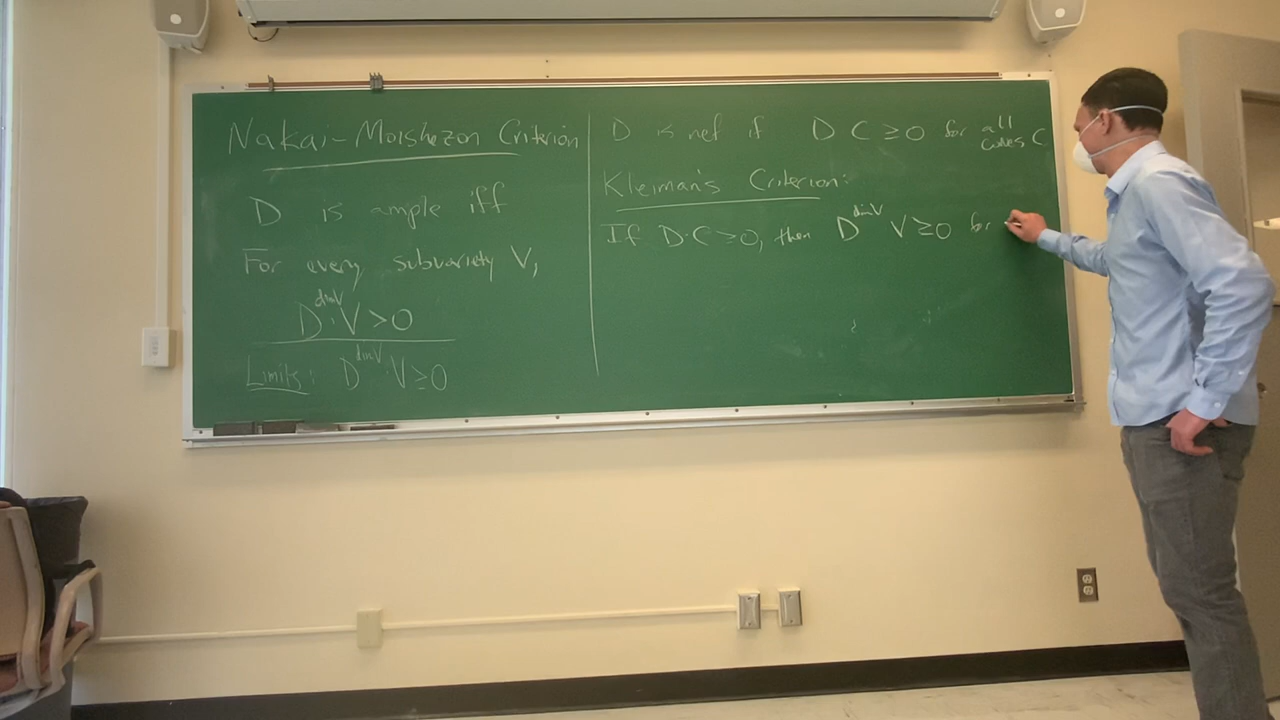 Nakai-Moishezon Criterion
D is ample iff
For every subvariety V,
D^dimV · V > 0
Limits: D^dimV · V ≥ 0
D is nef if D C ≥ 0 for all curves C
Kleiman's Criterion:
If D·C ≥ 0, then D^dimV V ≥ 0 for